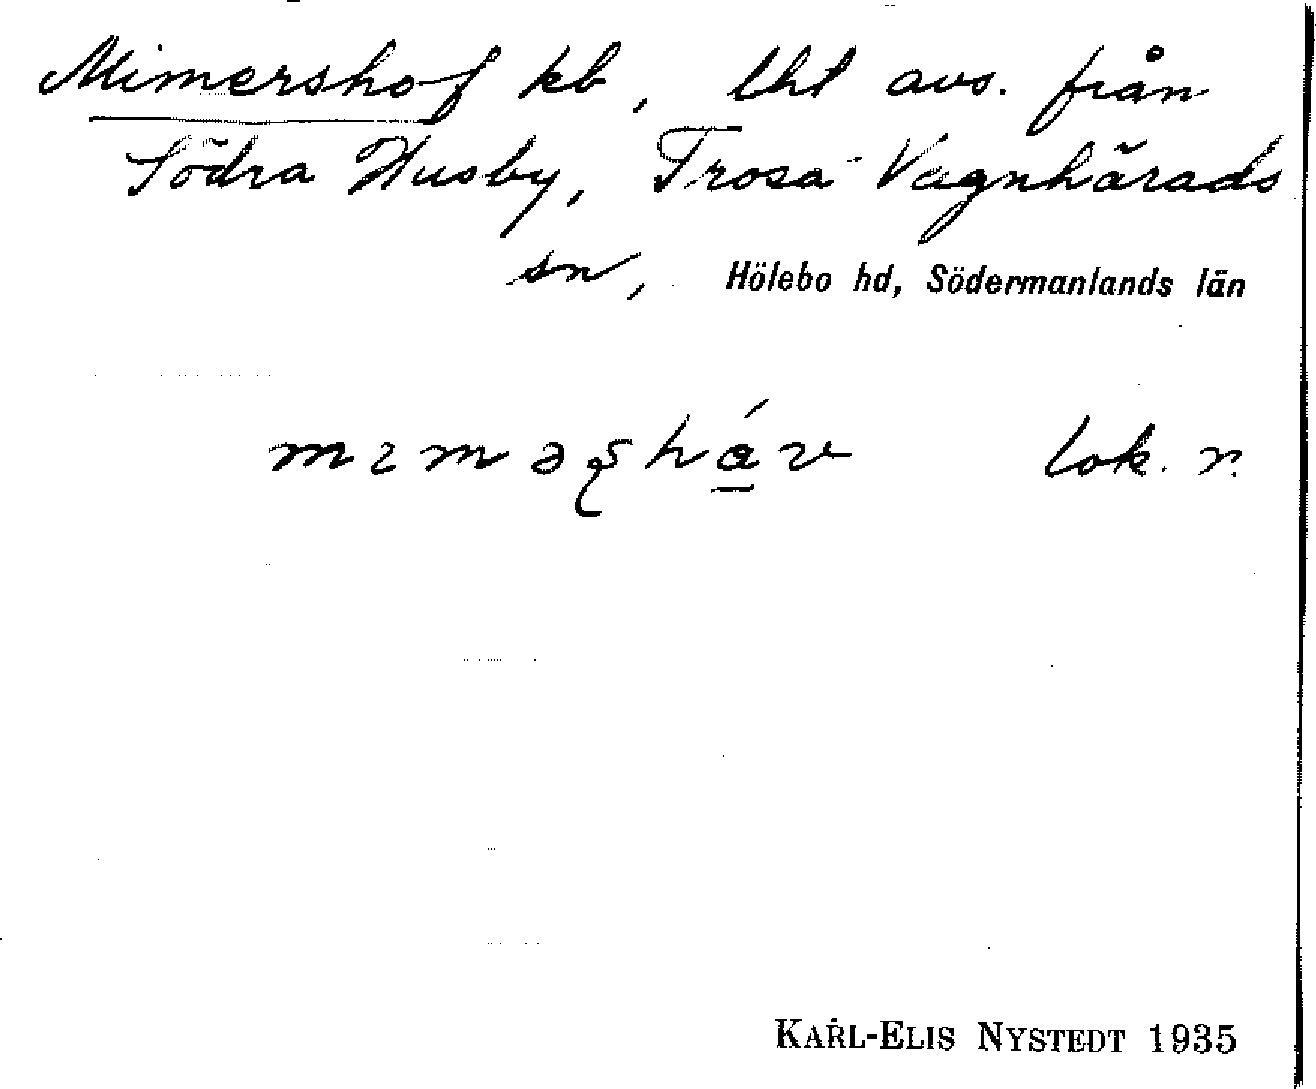 Mimershof kb, lht avs. från
Södra Husby, Trosa-Vagnhärads
sn, Hölebo hd, Södermanlands län
lok. r.
KARL-ELIS NYSTEDT 1935